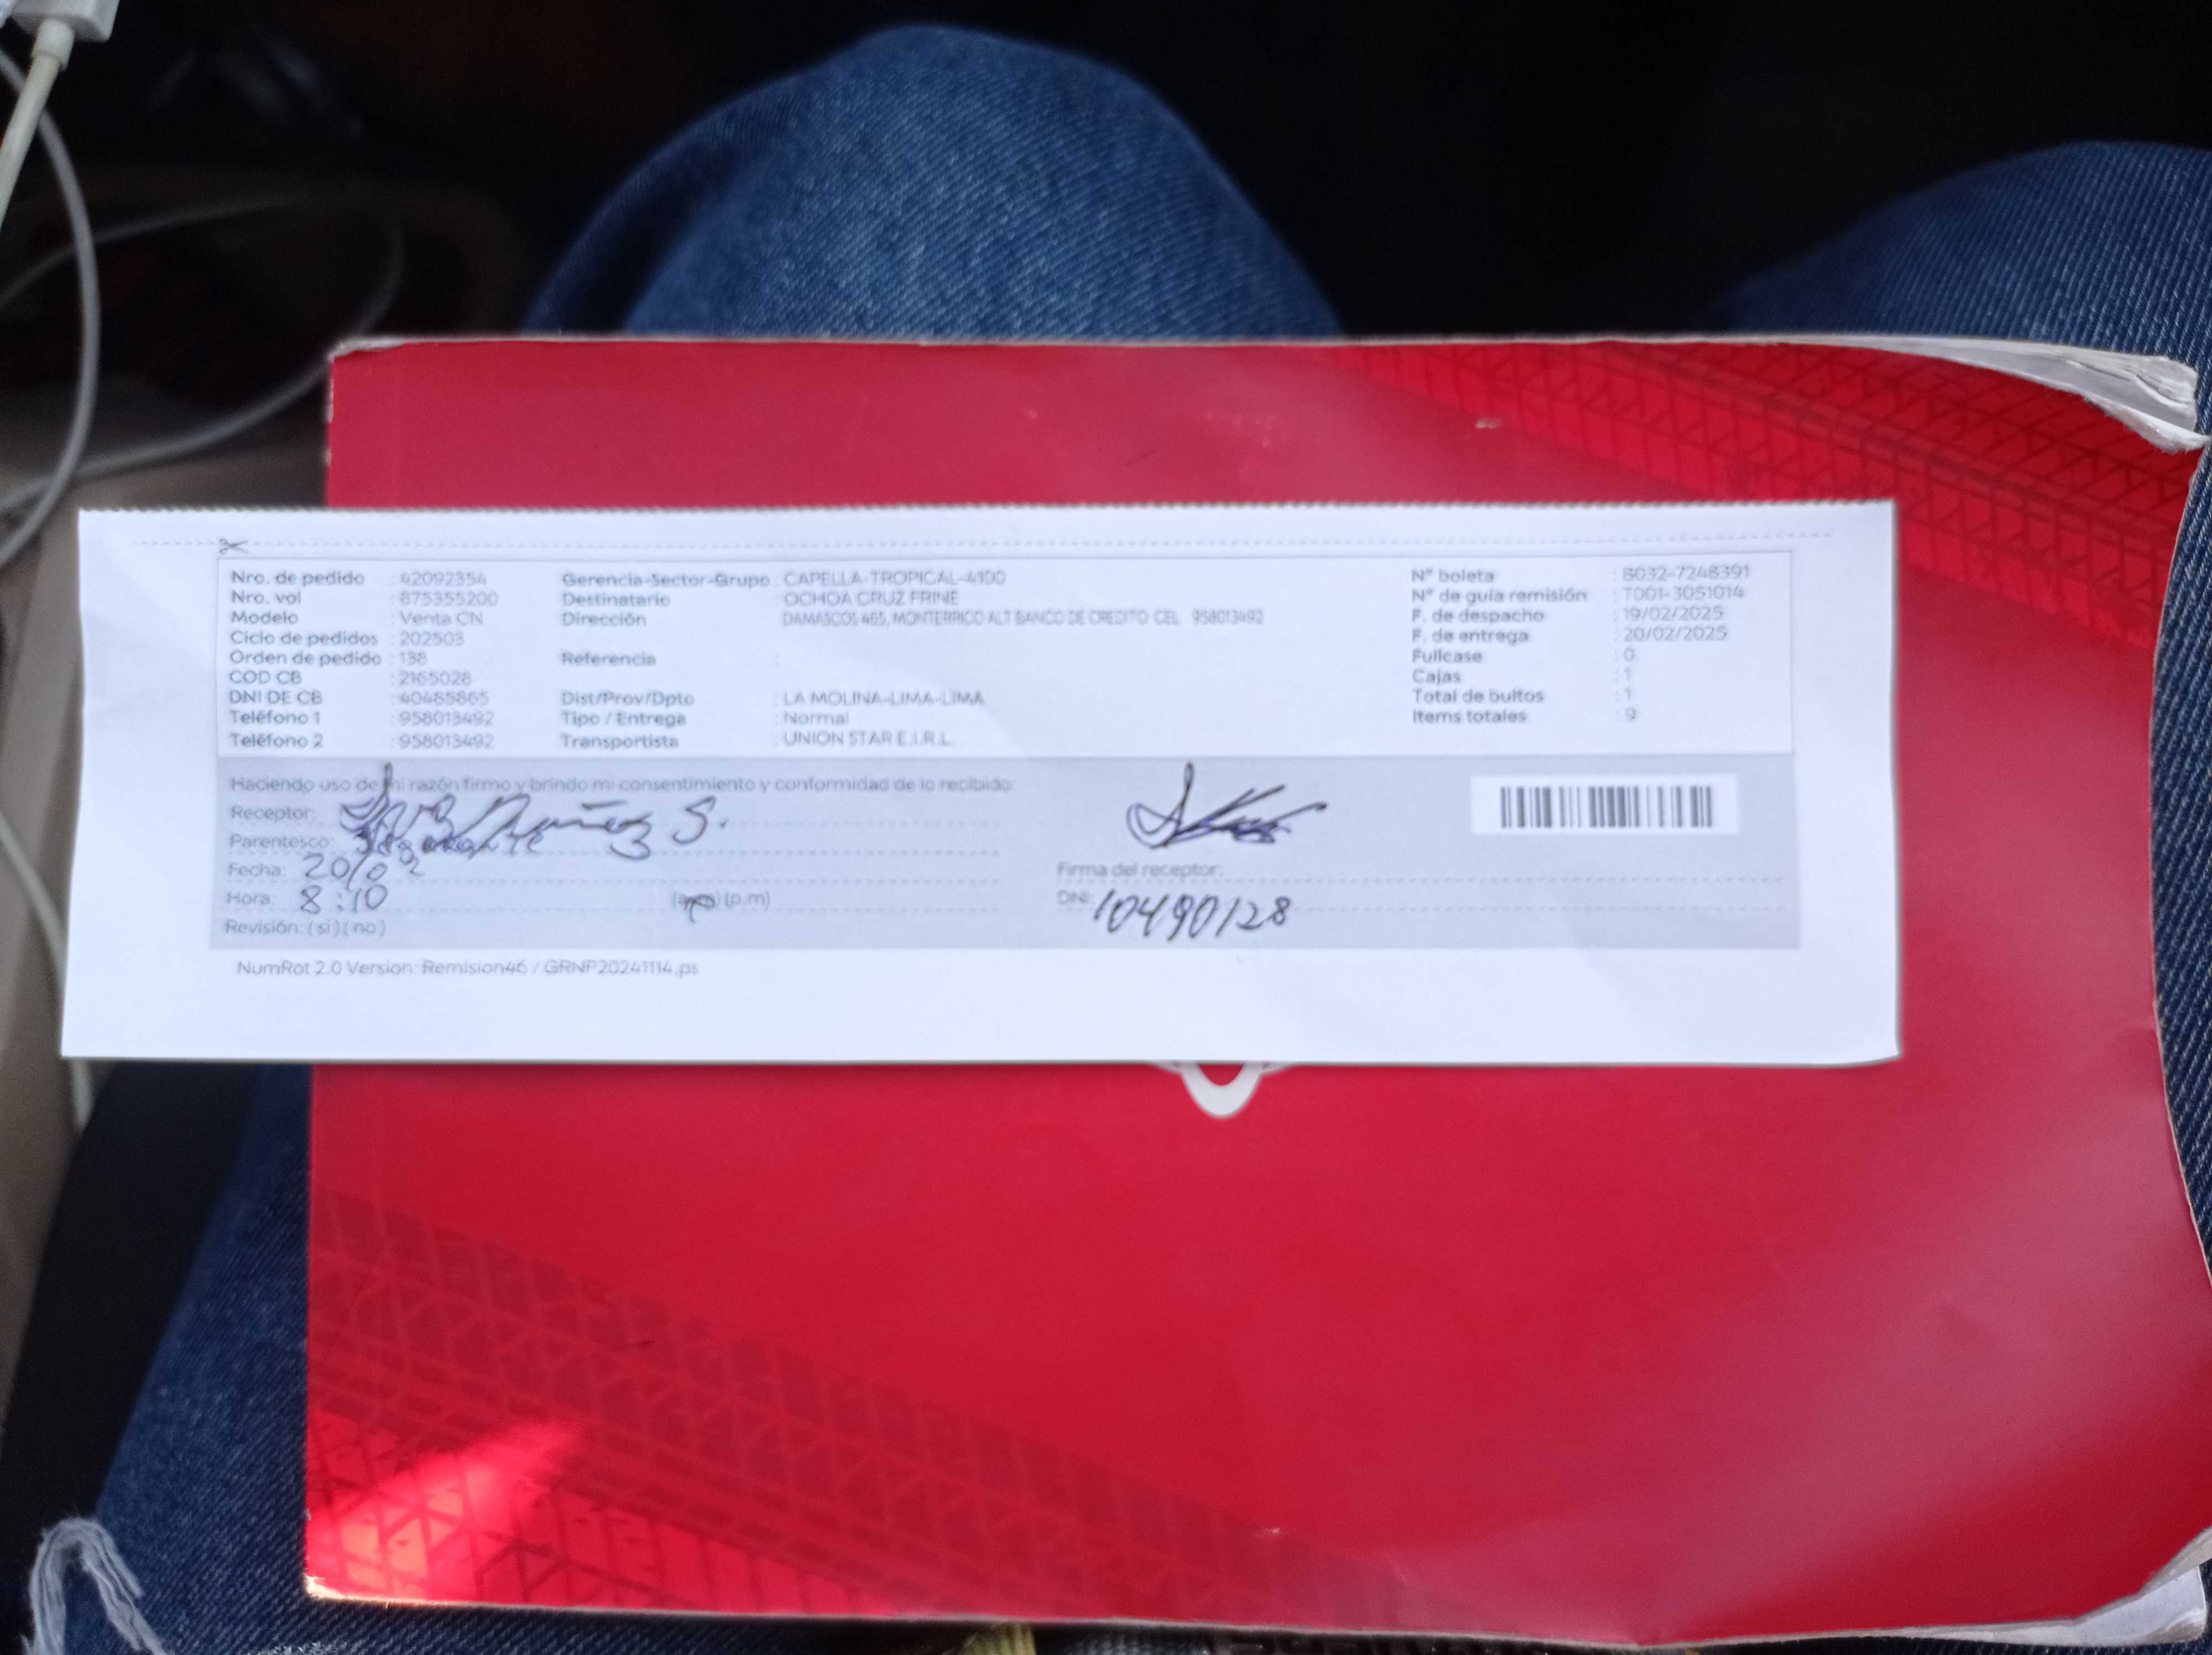 Nro. de pedido : 42092354 Gerencia-Sector-Grupo : CAPELLA-TROPICAL-4100 N° boleta : B032-7248391
Nro. vol : 875355200 Destinatario : OCHOA CRUZ FRINE N° de guía remisión : T001-3051014
Modelo : Venta CN Dirección DAMASCOS 465, MONTERRICO ALT BANCO DE CREDITO CEL 958013492 F. de despacho : 19/02/2025
Ciclo de pedidos : 202503 F. de entrega : 20/02/2025
Orden de pedido : 138 Referencia : Fullcase : 0
COD CB : 2165028 Cajas : 1
DNI DE CB : 40485865 Dist/Prov/Dpto : LA MOLINA-LIMA-LIMA Total de bultos : 1
Teléfono 1 : 958013492 Tipo / Entrega : Normal Items totales : 9
Teléfono 2 : 958013492 Transportista : UNION STAR E.I.R.L.
Haciendo uso de mi razón firmo y brindo mi consentimiento y conformidad de lo recibido:
Receptor: Nuñez S.
Parentesco:
Fecha: 20/02 Firma del receptor:
Hora: 8:10 (p.m) DNI: 10490128
Revisión: ( si ) ( no )
NumRot 2.0 Version: Remision46 / GRNP20241114.ps